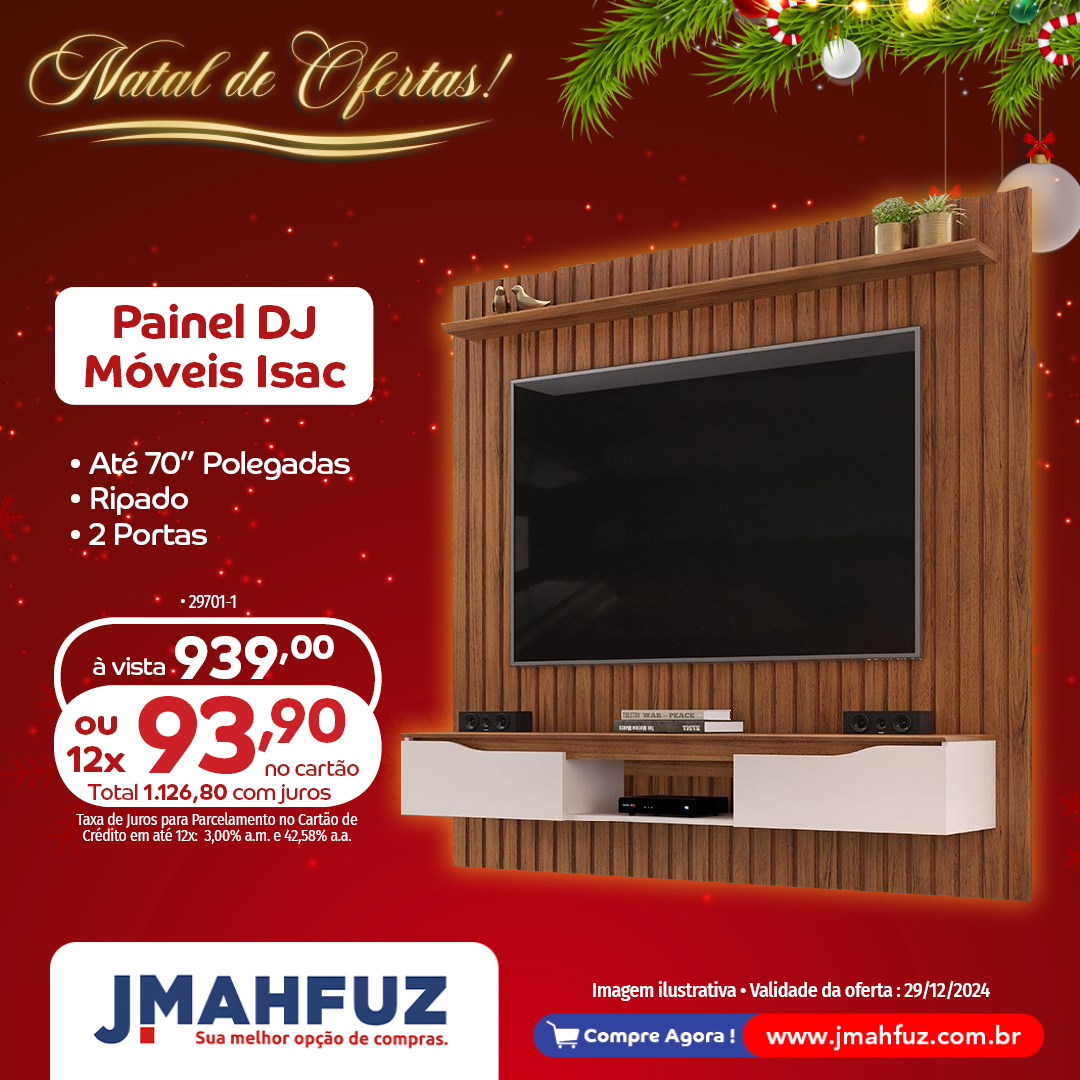 Natal de Ofertas!
Painel DJ
Móveis Isac
• Até 70” Polegadas
• Ripado
• 2 Portas
• 29701-1
à vista 939,00
ou 12x 93,90 no cartão
Total 1.126,80 com juros
Taxa de Juros para Parcelamento no Cartão de
Crédito em até 12x: 3,00% a.m. e 42,58% a.a.
TOLSTOY WAR - PEACE
JMAHFUZ
Sua melhor opção de compras.
Imagem ilustrativa • Validade da oferta : 29/12/2024
Compre Agora !
www.jmahfuz.com.br